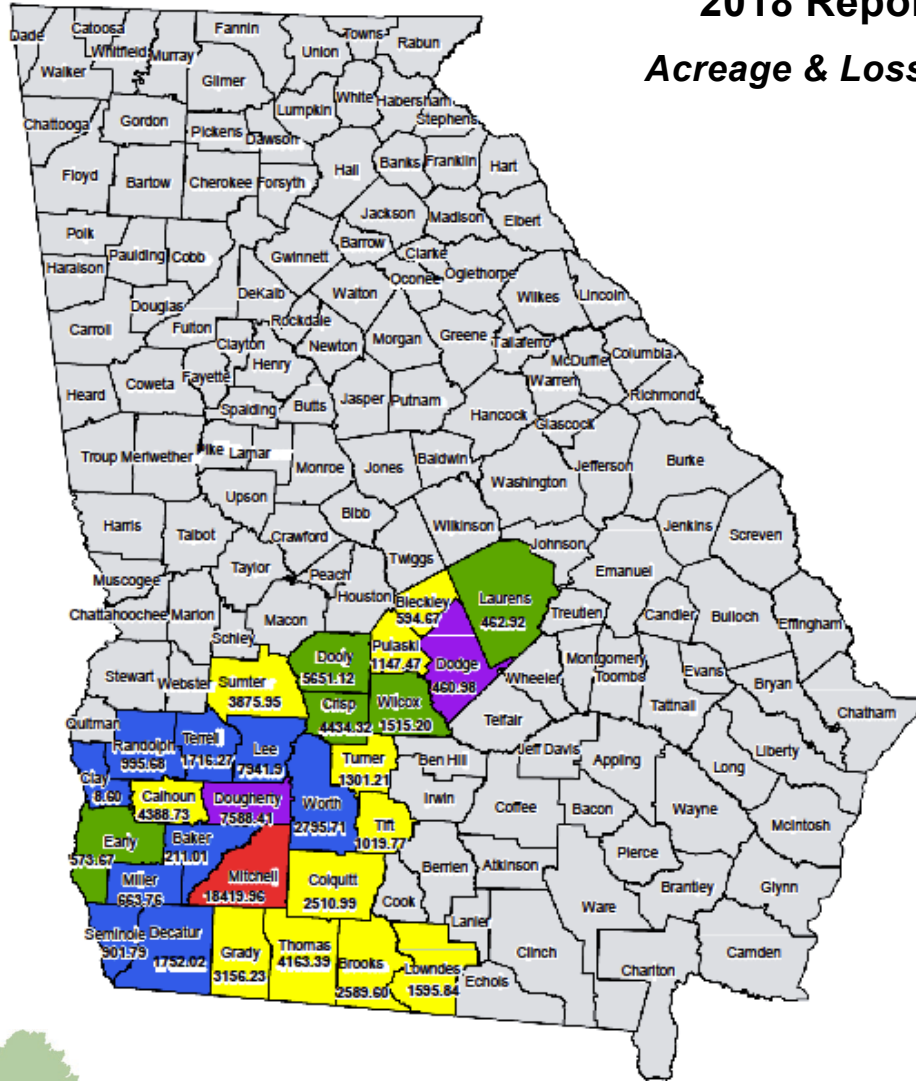 2018 Repor
Acreage & Loss
Dade
Catoosa
Whitfield
Murray
Fannin
Union
Towns
Rabun
Walker
Gilmer
Lumpkin
White
Habersham
Stephens
Chattooga
Gordon
Pickens
Dawson
Floyd
Bartow
Cherokee
Forsyth
Hall
Banks
Franklin
Hart
Polk
Paulding
Cobb
Gwinnett
Barrow
Jackson
Madison
Elbert
Haralson
Clarke
Oconee
Oglethorpe
Wilkes
Lincoln
Douglas
DeKalb
Walton
Carroll
Fulton
Clayton
Rockdale
Newton
Morgan
Greene
Taliaferro
McDuffie
Columbia
Heard
Coweta
Fayette
Henry
Spalding
Butts
Jasper
Putnam
Hancock
Warren
Glascock
Richmond
Troup
Meriwether
Pike
Lamar
Monroe
Jones
Baldwin
Washington
Jefferson
Burke
Upson
Harris
Talbot
Crawford
Bibb
Wilkinson
Jenkins
Screven
Muscogee
Taylor
Peach
Houston
Twiggs
Johnson
Emanuel
Chattahoochee
Marion
Schley
Macon
Bleckley
594.67
Laurens
462.92
Treutlen
Candler
Bulloch
Effingham
Stewart
Webster
Sumter
3875.95
Dooly
5651.12
Pulaski
1147.47
Dodge
460.98
Wheeler
Montgomery
Toombs
Evans
Bryan
Tattnall
Chatham
Quitman
Randolph
995.68
Terrell
1716.27
Lee
7941.9
Crisp
4434.32
Wilcox
1515.20
Telfair
Jeff Davis
Appling
Long
Liberty
Clay
8.60
Calhoun
4388.73
Dougherty
7588.41
Worth
2795.71
Turner
1301.21
Ben Hill
Irwin
Coffee
Bacon
Wayne
McIntosh
Early
573.67
Baker
211.01
Tift
1019.77
Miller
663.76
Mitchell
18419.96
Colquitt
2510.99
Cook
Berrien
Atkinson
Pierce
Brantley
Glynn
Lanier
Ware
Seminole
901.79
Decatur
1752.02
Grady
3156.23
Thomas
4163.39
Brooks
2589.60
Lowndes
1595.84
Echols
Clinch
Charlton
Camden